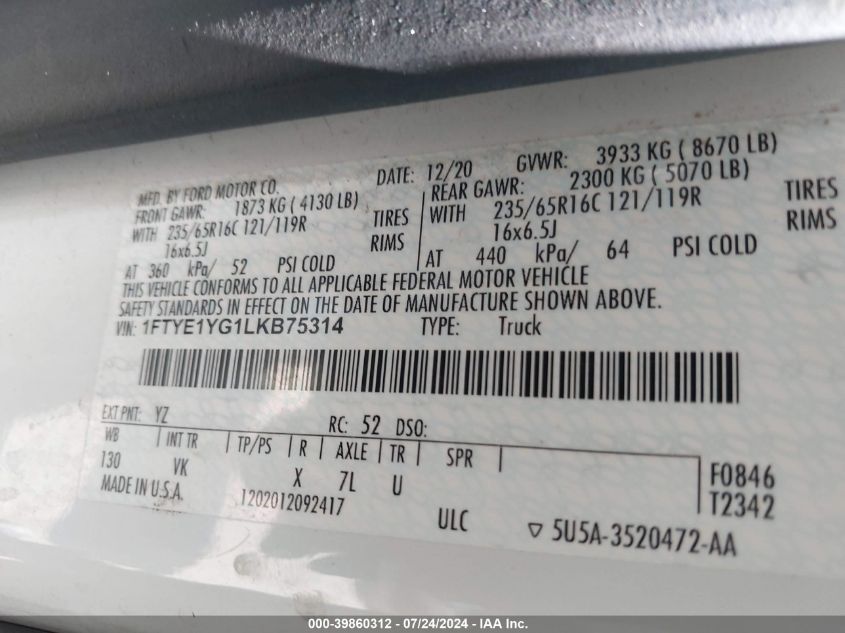 MFD. BY FORD MOTOR CO. DATE: 12/20 GVWR: 3933 KG ( 8670 LB)
FRONT GAWR: 1873 KG ( 4130 LB) REAR GAWR: 2300 KG ( 5070 LB)
WITH 235/65R16C 121/119R TIRES WITH 235/65R16C 121/119R TIRES
16x6.5J RIMS 16x6.5J RIMS
AT 360 kPa/ 52 PSI COLD AT 440 kPa/ 64 PSI COLD
THIS VEHICLE CONFORMS TO ALL APPLICABLE FEDERAL MOTOR VEHICLE
SAFETY STANDARDS IN EFFECT ON THE DATE OF MANUFACTURE SHOWN ABOVE.
VIN: 1FTYE1YG1LKB75314 TYPE: Truck
EXT PNT: YZ RC: 52 DSO:
WB INT TR TP/PS R AXLE TR SPR
130 VK X 7L U
F0846
T2342
MADE IN U.S.A. 1202012092417 ULC ▽ 5U5A-3520472-AA
000-39860312 - 07/24/2024 - IAA Inc.